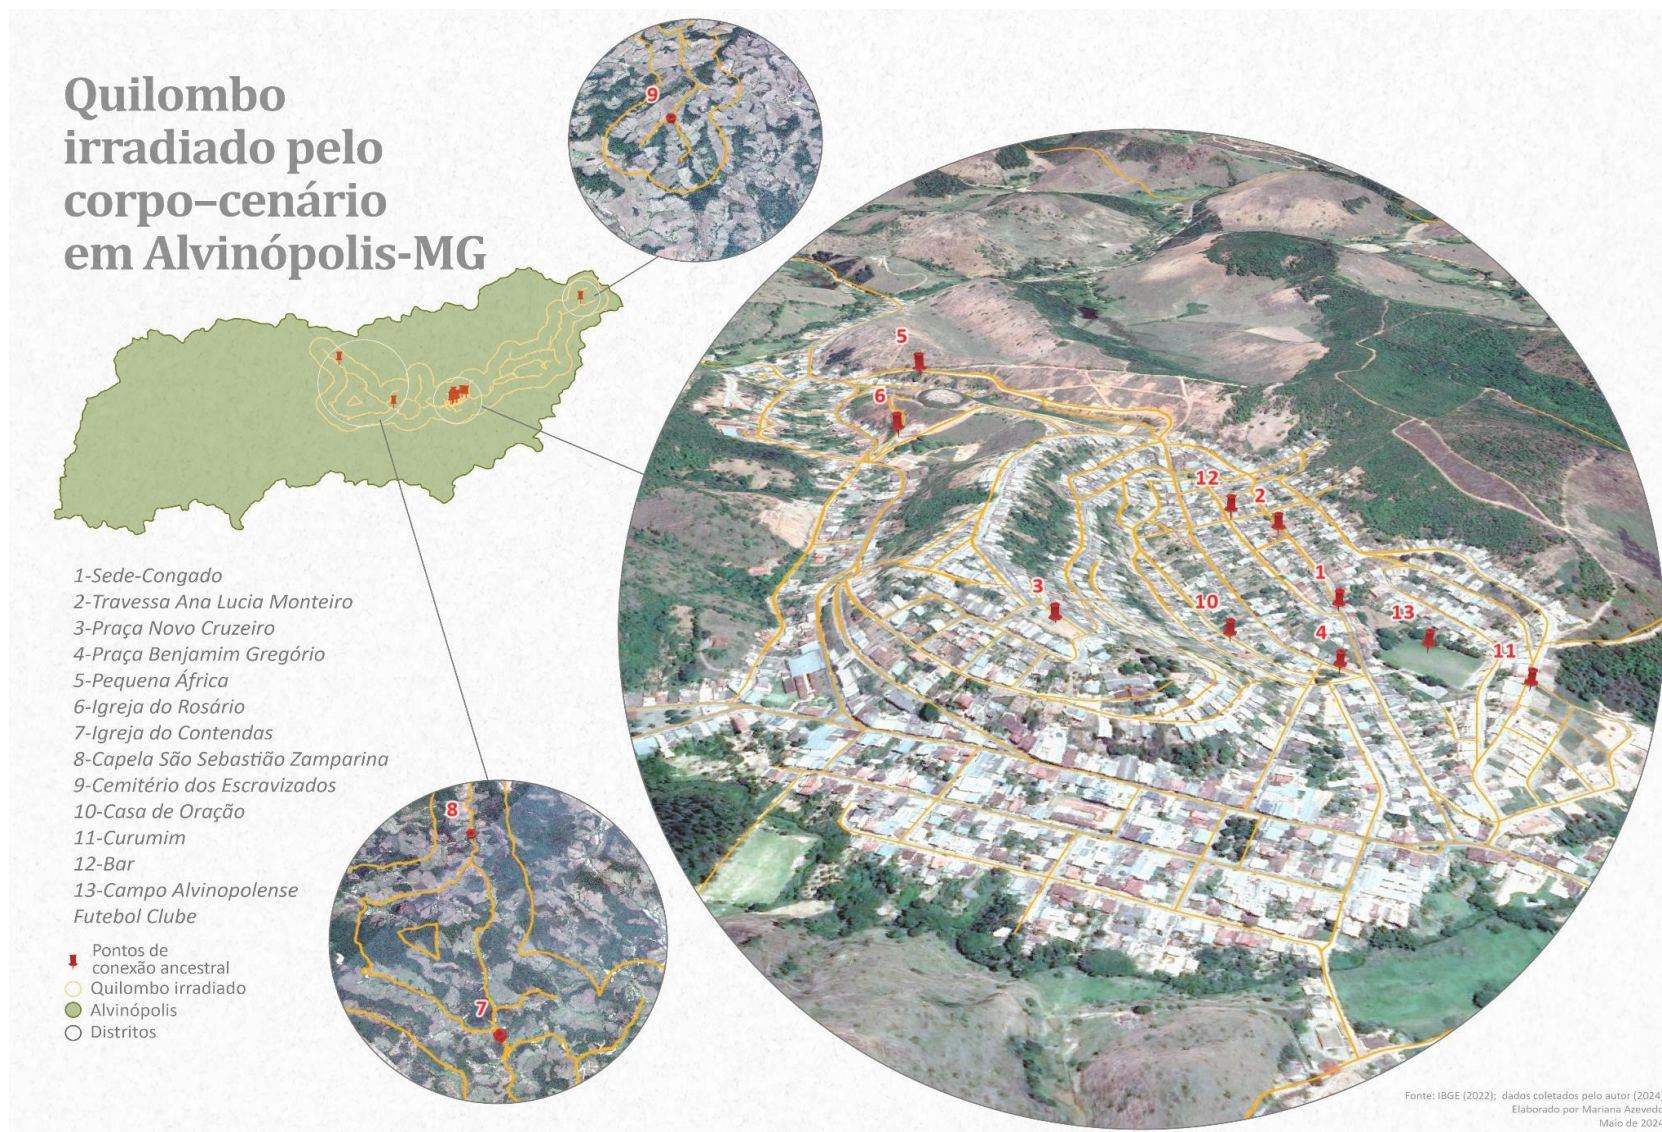 Quilombo
irradiado pelo
corpo–cenário
em Alvinópolis-MG
9
5
6
12
2
1
3
10
13
4
11
1-Sede-Congado
2-Travessa Ana Lucia Monteiro
3-Praça Novo Cruzeiro
4-Praça Benjamim Gregório
5-Pequena África
6-Igreja do Rosário
7-Igreja do Contendas
8-Capela São Sebastião Zamparina
9-Cemitério dos Escravizados
10-Casa de Oração
11-Curumim
12-Bar
13-Campo Alvinopolense
Futebol Clube
8
7
Pontos de
conexão ancestral
Quilombo irradiado
Alvinópolis
Distritos
Fonte: IBGE (2022); dados coletados pelo autor (2024)
Elaborado por Mariana Azevedo
Maio de 2024